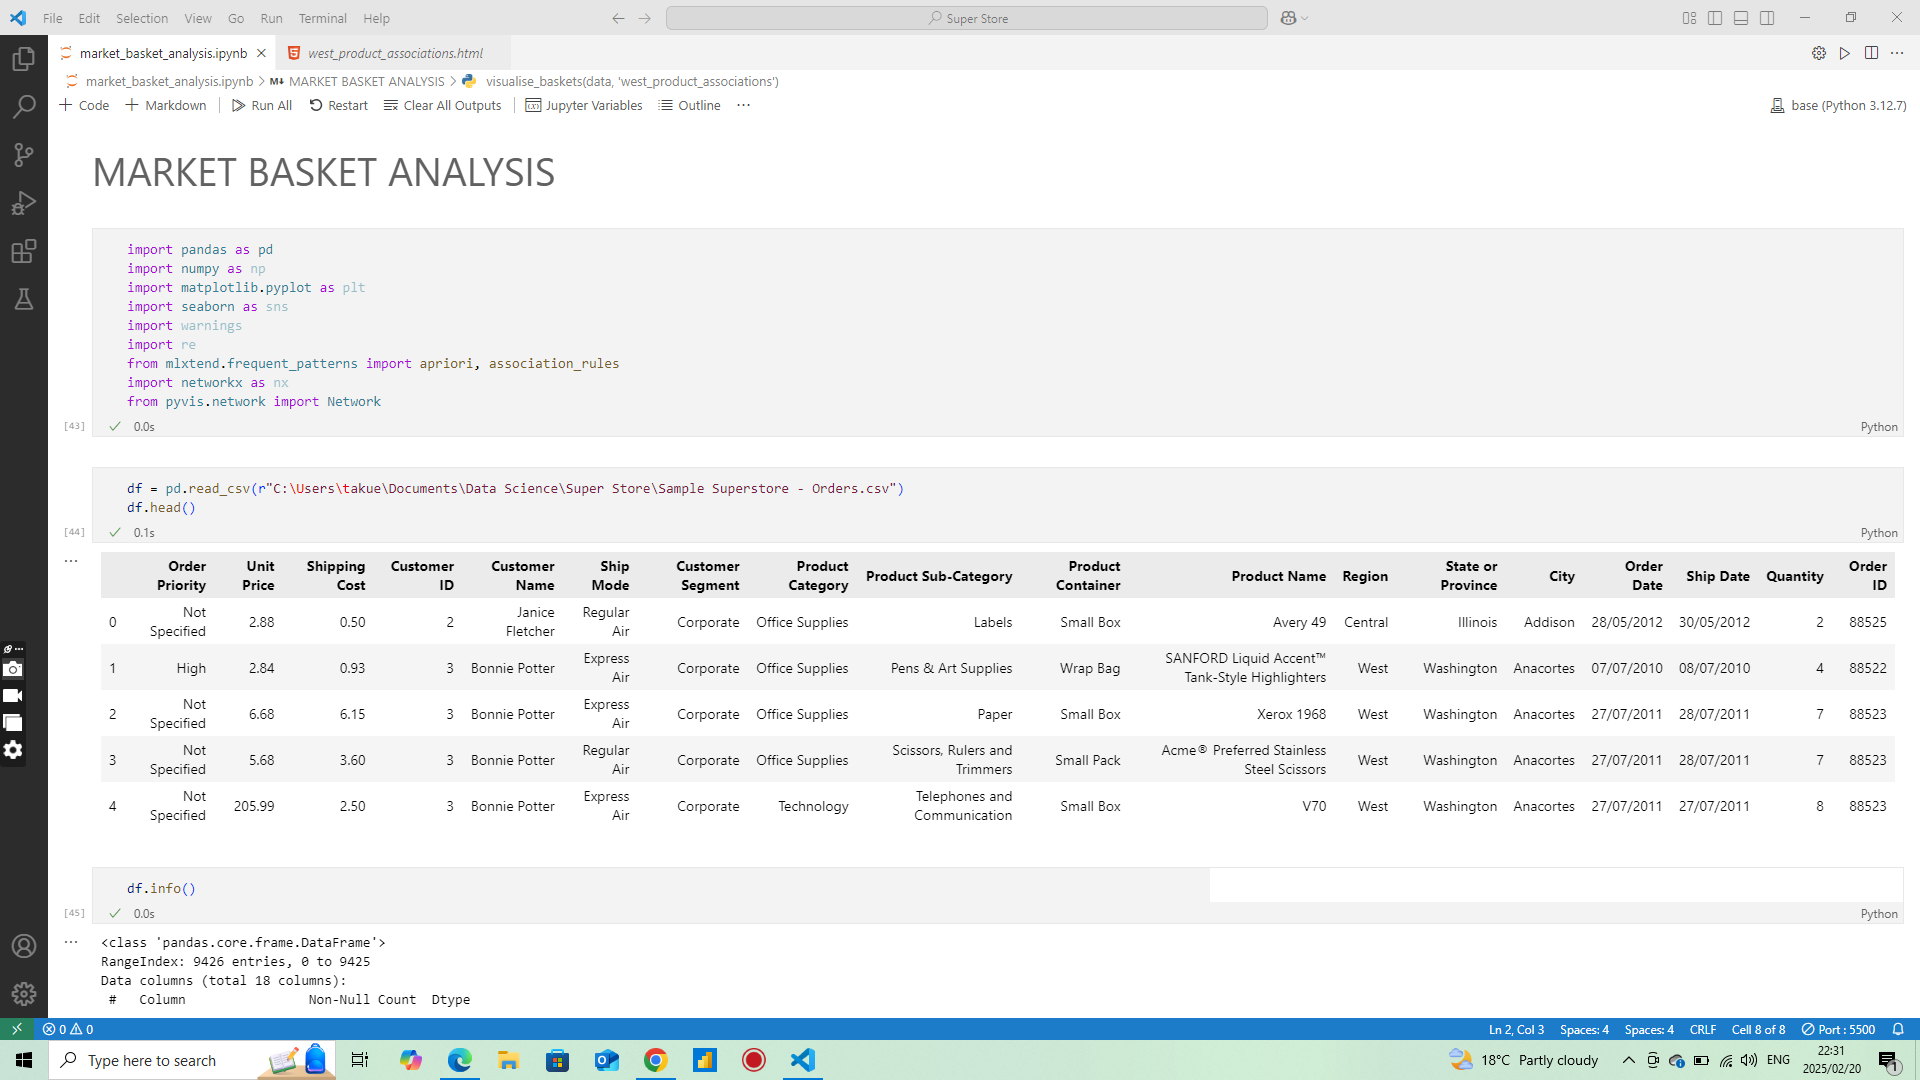 File Edit Selection View Go Run Terminal Help
Super Store
market_basket_analysis.ipynb
west_product_associations.html
market_basket_analysis.ipynb > M↓ MARKET BASKET ANALYSIS > visualise_baskets(data, 'west_product_associations')
+ Code + Markdown Run All Restart Clear All Outputs Jupyter Variables Outline ···
base (Python 3.12.7)
MARKET BASKET ANALYSIS
import pandas as pd
import numpy as np
import matplotlib.pyplot as plt
import seaborn as sns
import warnings
import re
from mlxtend.frequent_patterns import apriori, association_rules
import networkx as nx
from pyvis.network import Network
[43] ✓ 0.0s Python
df = pd.read_csv(r"C:\Users\takue\Documents\Data Science\Super Store\Sample Superstore - Orders.csv")
df.head()
[44] ✓ 0.1s Python
Order Priority Unit Price Shipping Cost Customer ID Customer Name Ship Mode Customer Segment Product Category Product Sub-Category Product Container Product Name Region State or Province City Order Date Ship Date Quantity Order ID
0 Not Specified 2.88 0.50 2 Janice Fletcher Regular Air Corporate Office Supplies Labels Small Box Avery 49 Central Illinois Addison 28/05/2012 30/05/2012 2 88525
1 High 2.84 0.93 3 Bonnie Potter Express Air Corporate Office Supplies Pens & Art Supplies Wrap Bag SANFORD Liquid Accent™ Tank-Style Highlighters West Washington Anacortes 07/07/2010 08/07/2010 4 88522
2 Not Specified 6.68 6.15 3 Bonnie Potter Express Air Corporate Office Supplies Paper Small Box Xerox 1968 West Washington Anacortes 27/07/2011 28/07/2011 7 88523
3 Not Specified 5.68 3.60 3 Bonnie Potter Regular Air Corporate Office Supplies Scissors, Rulers and Trimmers Small Pack Acme® Preferred Stainless Steel Scissors West Washington Anacortes 27/07/2011 28/07/2011 7 88523
4 Not Specified 205.99 2.50 3 Bonnie Potter Express Air Corporate Technology Telephones and Communication Small Box V70 West Washington Anacortes 27/07/2011 27/07/2011 8 88523
df.info()
[45] ✓ 0.0s Python
<class 'pandas.core.frame.DataFrame'>
RangeIndex: 9426 entries, 0 to 9425
Data columns (total 18 columns):
# Column Non-Null Count Dtype
0 0 Ln 2, Col 3 Spaces: 4 Spaces: 4 CRLF Cell 8 of 8 Port : 5500
Type here to search
18°C Partly cloudy ENG
22:31
2025/02/20
1